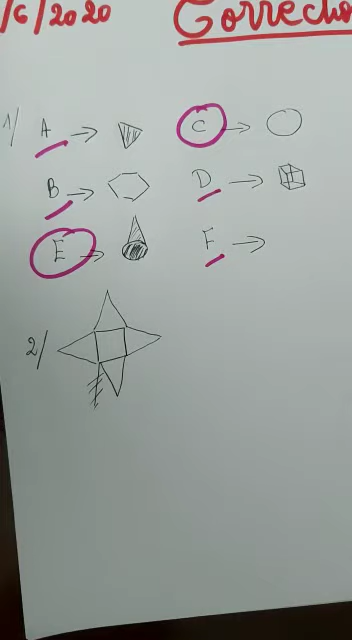 /6/2020 Correctio
1/ A → C →
B → D →
E → F →
2/